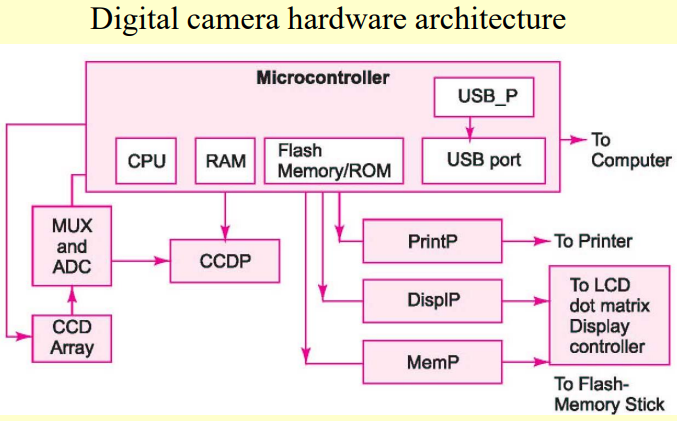 Digital camera hardware architecture
Microcontroller
USB_P
CPU
RAM
Flash
Memory/ROM
USB port
To
Computer
MUX
and
ADC
CCDP
CCD
Array
PrintP
To Printer
DisplP
To LCD
dot matrix
Display
controller
MemP
To Flash-
Memory Stick